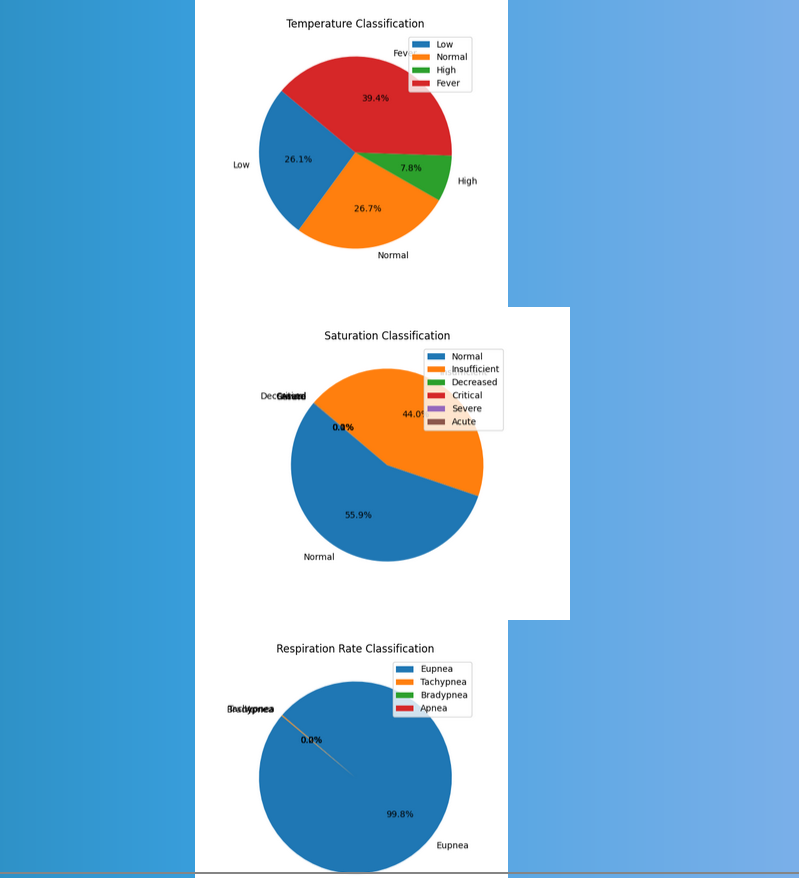 Temperature Classification
Low
Normal
High
Fever
39.4%
26.1%
Low
7.8%
High
26.7%
Normal
Saturation Classification
Normal
Insufficient
Decreased
Critical
Severe
Acute
44.0%
55.9%
Normal
Respiration Rate Classification
Eupnea
Tachypnea
Bradypnea
Apnea
99.8%
Eupnea